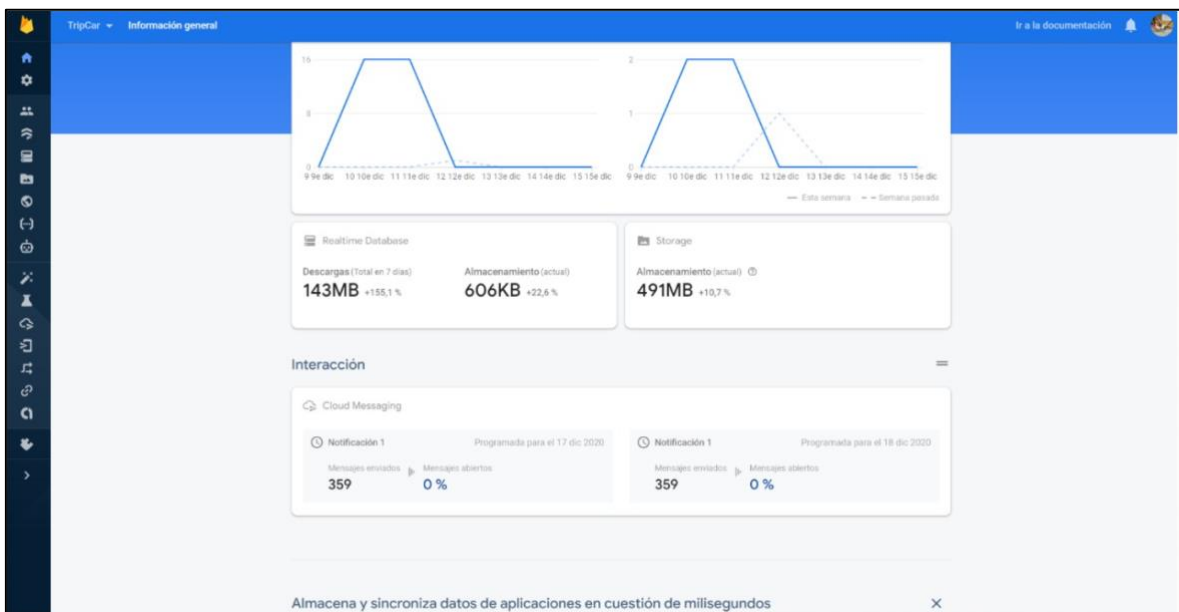 TripCar Información general Ir a la documentación
16
8
0
9 9e dic 10 10e dic 11 11e dic 12 12e dic 13 13e dic 14 14e dic 15 15e dic
2
1
0
9 9e dic 10 10e dic 11 11e dic 12 12e dic 13 13e dic 14 14e dic 15 15e dic
Esta semana Semana pasada
Realtime Database
Descargas (Total en 7 días) Almacenamiento (actual)
143MB +155,1 % 606KB +22,6 %
Storage
Almacenamiento (actual)
491MB +10,7 %
Interacción
Cloud Messaging
Notificación 1 Programada para el 17 dic 2020
Mensajes enviados Mensajes abiertos
359 0 %
Notificación 1 Programada para el 18 dic 2020
Mensajes enviados Mensajes abiertos
359 0 %
Almacena y sincroniza datos de aplicaciones en cuestión de milisegundos